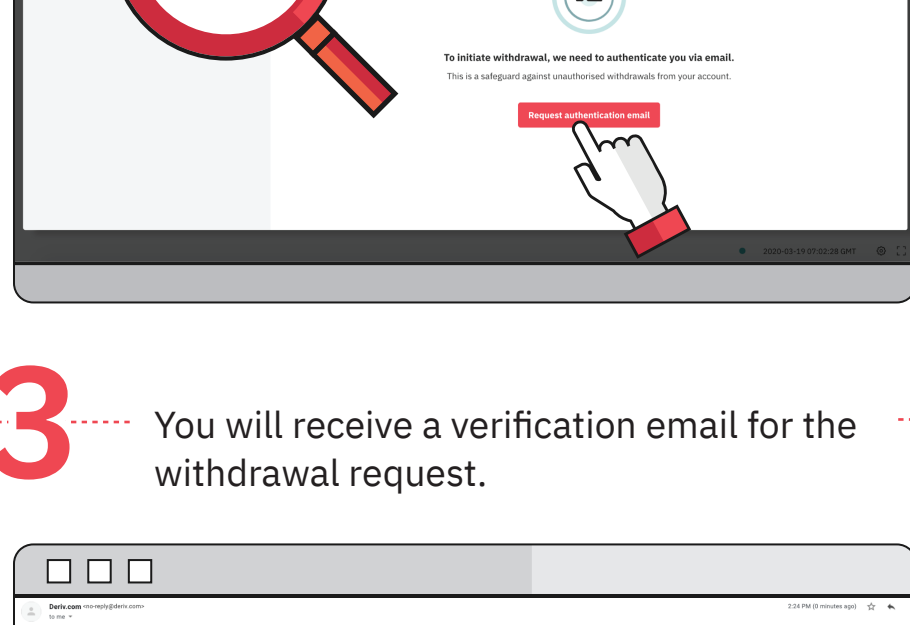 To initiate withdrawal, we need to authenticate you via email.
This is a safeguard against unauthorised withdrawals from your account.
Request authentication email
2020-03-19 07:02:28 GMT
3
You will receive a verification email for the
withdrawal request.
Deriv.com <no-reply@deriv.com>
2:24 PM (0 minutes ago)
to me